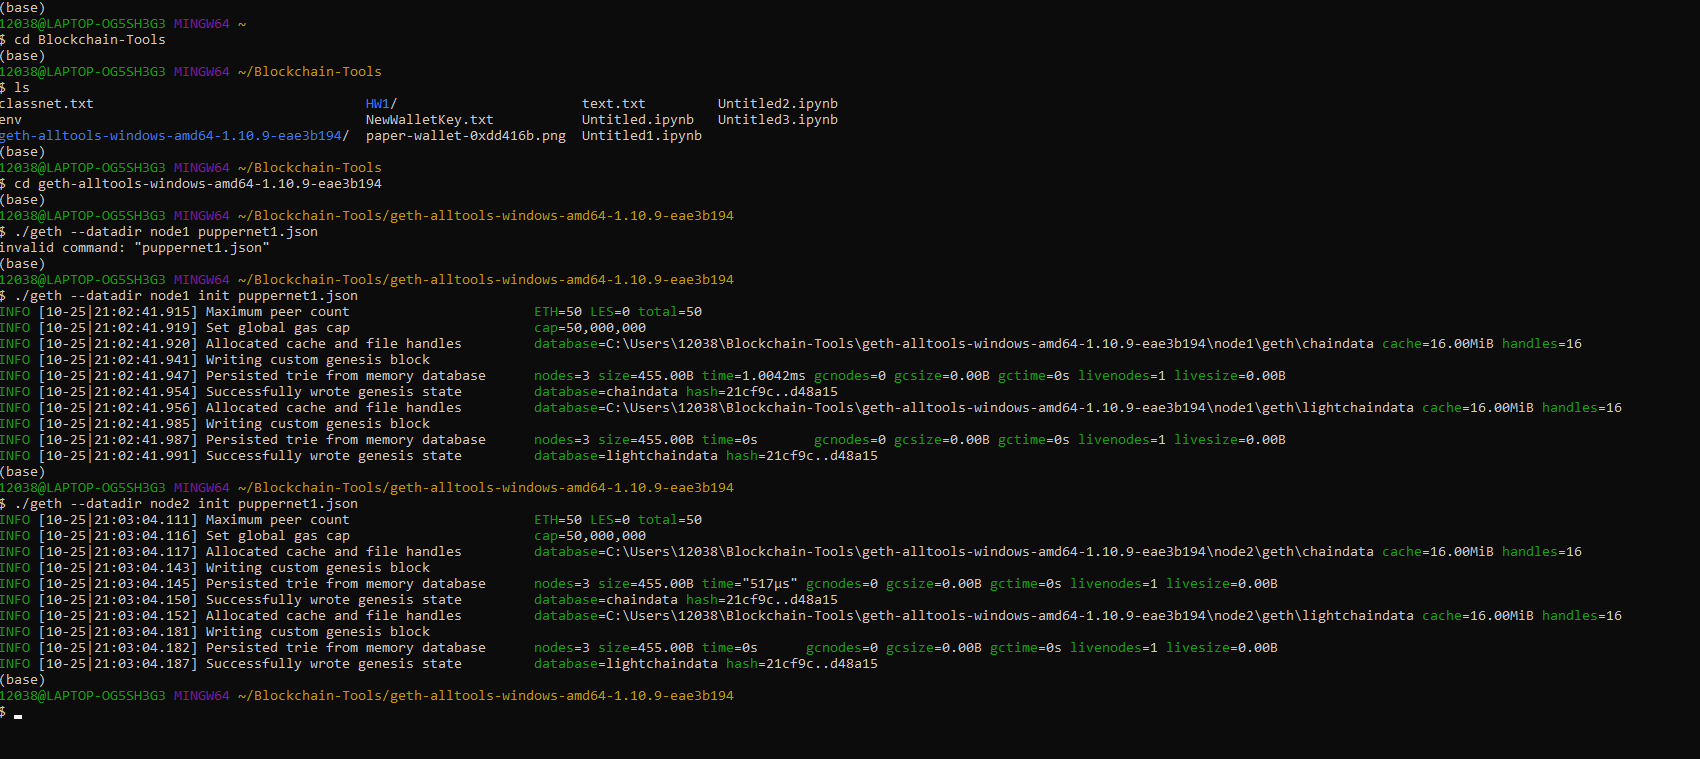 (base)
12038@LAPTOP-OG5SH3G3 MINGW64 ~
$ cd Blockchain-Tools
(base)
12038@LAPTOP-OG5SH3G3 MINGW64 ~/Blockchain-Tools
$ ls
classnet.txt HW1/ text.txt Untitled2.ipynb
env NewWalletKey.txt Untitled.ipynb Untitled3.ipynb
geth-alltools-windows-amd64-1.10.9-eae3b194/ paper-wallet-0xdd416b.png Untitled1.ipynb
(base)
12038@LAPTOP-OG5SH3G3 MINGW64 ~/Blockchain-Tools
$ cd geth-alltools-windows-amd64-1.10.9-eae3b194
(base)
12038@LAPTOP-OG5SH3G3 MINGW64 ~/Blockchain-Tools/geth-alltools-windows-amd64-1.10.9-eae3b194
$ ./geth --datadir node1 puppernet1.json
invalid command: "puppernet1.json"
(base)
12038@LAPTOP-OG5SH3G3 MINGW64 ~/Blockchain-Tools/geth-alltools-windows-amd64-1.10.9-eae3b194
$ ./geth --datadir node1 init puppernet1.json
INFO [10-25|21:02:41.915] Maximum peer count ETH=50 LES=0 total=50
INFO [10-25|21:02:41.919] Set global gas cap cap=50,000,000
INFO [10-25|21:02:41.920] Allocated cache and file handles database=C:\Users\12038\Blockchain-Tools\geth-alltools-windows-amd64-1.10.9-eae3b194\node1\geth\chaindata cache=16.00MiB handles=16
INFO [10-25|21:02:41.941] Writing custom genesis block
INFO [10-25|21:02:41.947] Persisted trie from memory database nodes=3 size=455.00B time=1.0042ms gcnodes=0 gcsize=0.00B gctime=0s livenodes=1 livesize=0.00B
INFO [10-25|21:02:41.954] Successfully wrote genesis state database=chaindata hash=21cf9c..d48a15
INFO [10-25|21:02:41.956] Allocated cache and file handles database=C:\Users\12038\Blockchain-Tools\geth-alltools-windows-amd64-1.10.9-eae3b194\node1\geth\lightchaindata cache=16.00MiB handles=16
INFO [10-25|21:02:41.985] Writing custom genesis block
INFO [10-25|21:02:41.987] Persisted trie from memory database nodes=3 size=455.00B time=0s gcnodes=0 gcsize=0.00B gctime=0s livenodes=1 livesize=0.00B
INFO [10-25|21:02:41.991] Successfully wrote genesis state database=lightchaindata hash=21cf9c..d48a15
(base)
12038@LAPTOP-OG5SH3G3 MINGW64 ~/Blockchain-Tools/geth-alltools-windows-amd64-1.10.9-eae3b194
$ ./geth --datadir node2 init puppernet1.json
INFO [10-25|21:03:04.111] Maximum peer count ETH=50 LES=0 total=50
INFO [10-25|21:03:04.116] Set global gas cap cap=50,000,000
INFO [10-25|21:03:04.117] Allocated cache and file handles database=C:\Users\12038\Blockchain-Tools\geth-alltools-windows-amd64-1.10.9-eae3b194\node2\geth\chaindata cache=16.00MiB handles=16
INFO [10-25|21:03:04.143] Writing custom genesis block
INFO [10-25|21:03:04.145] Persisted trie from memory database nodes=3 size=455.00B time="517µs" gcnodes=0 gcsize=0.00B gctime=0s livenodes=1 livesize=0.00B
INFO [10-25|21:03:04.150] Successfully wrote genesis state database=chaindata hash=21cf9c..d48a15
INFO [10-25|21:03:04.152] Allocated cache and file handles database=C:\Users\12038\Blockchain-Tools\geth-alltools-windows-amd64-1.10.9-eae3b194\node2\geth\lightchaindata cache=16.00MiB handles=16
INFO [10-25|21:03:04.181] Writing custom genesis block
INFO [10-25|21:03:04.182] Persisted trie from memory database nodes=3 size=455.00B time=0s gcnodes=0 gcsize=0.00B gctime=0s livenodes=1 livesize=0.00B
INFO [10-25|21:03:04.187] Successfully wrote genesis state database=lightchaindata hash=21cf9c..d48a15
(base)
12038@LAPTOP-OG5SH3G3 MINGW64 ~/Blockchain-Tools/geth-alltools-windows-amd64-1.10.9-eae3b194
$